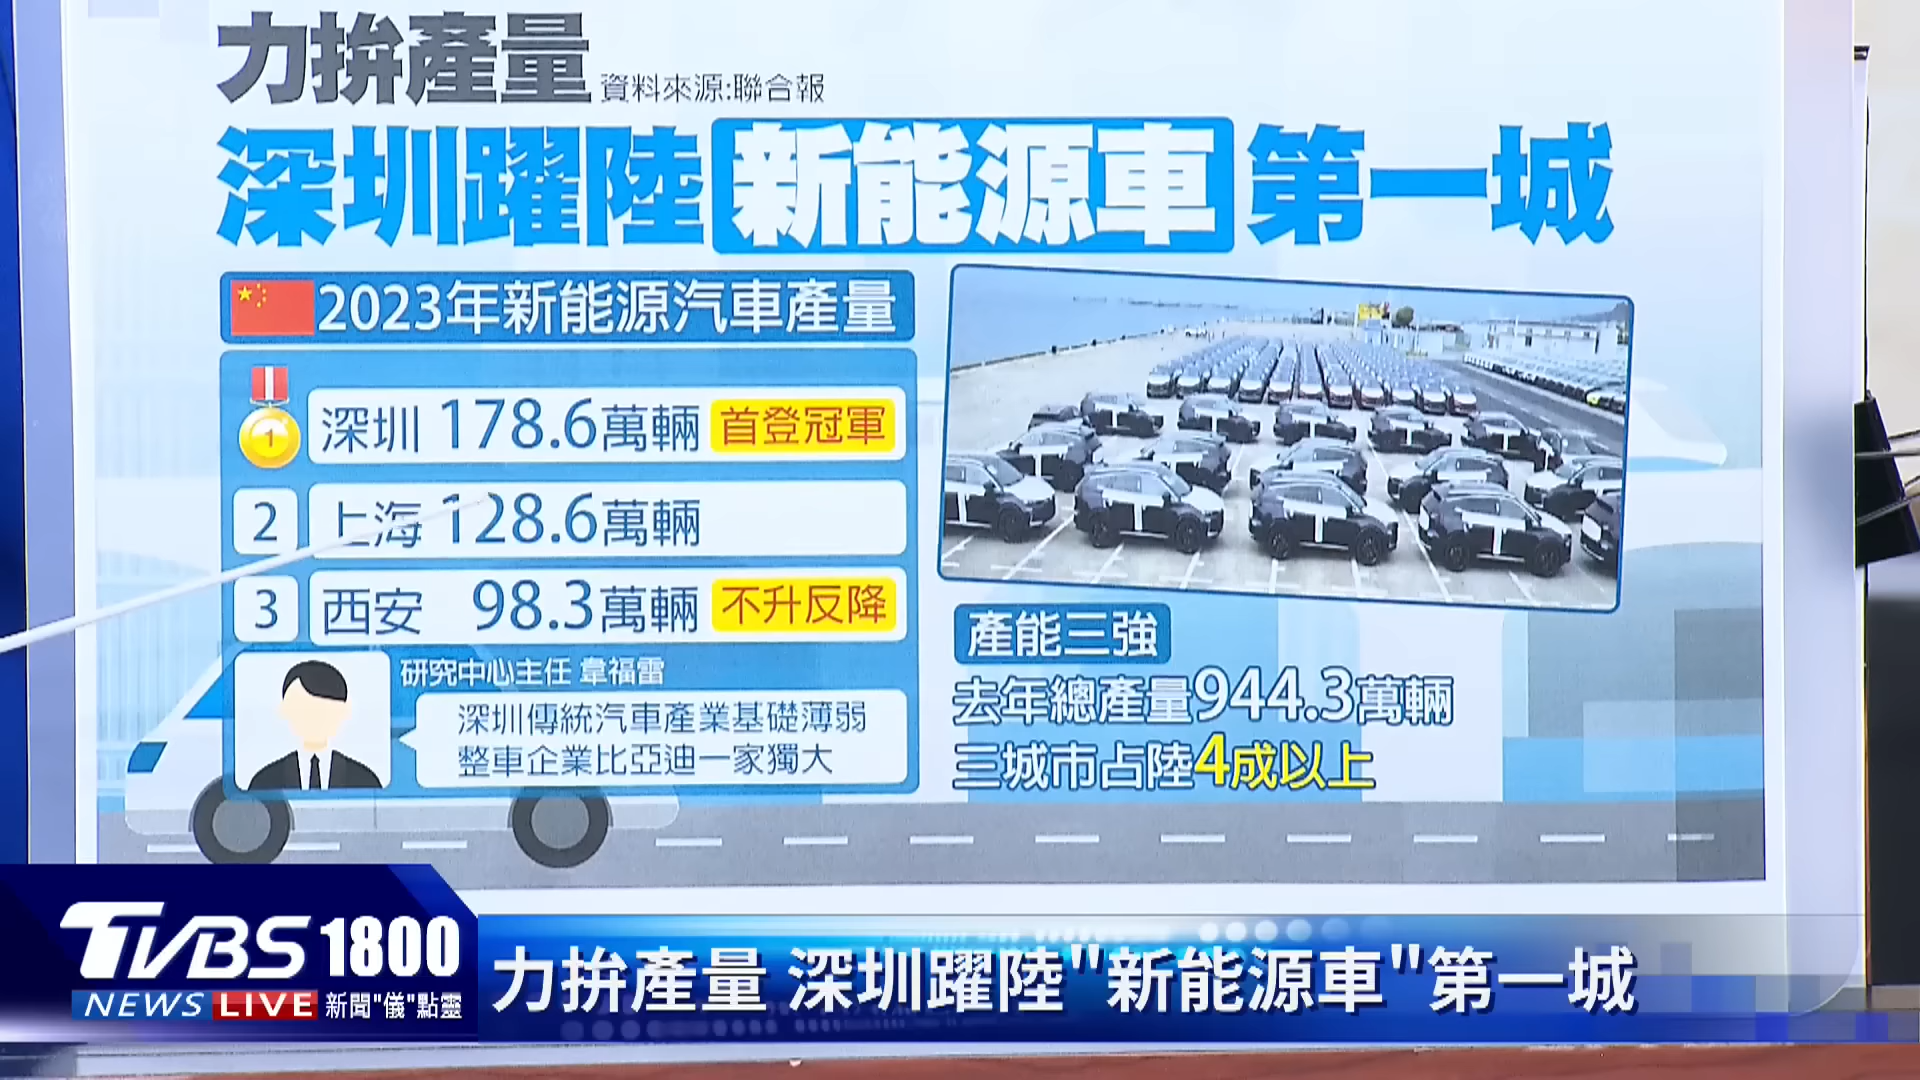 力拚產量 資料來源:聯合報
深圳躍陸新能源車第一城
2023年新能源汽車產量
1 深圳 178.6萬輛 首登冠軍
2 上海 128.6萬輛
3 西安 98.3萬輛 不升反降
研究中心主任 韋福雷
深圳傳統汽車產業基礎薄弱
整車企業比亞迪一家獨大
產能三強
去年總產量944.3萬輛
三城市占陸4成以上
TVBS 1800
NEWS LIVE 新聞"儀"點靈
力拚產量 深圳躍陸"新能源車"第一城